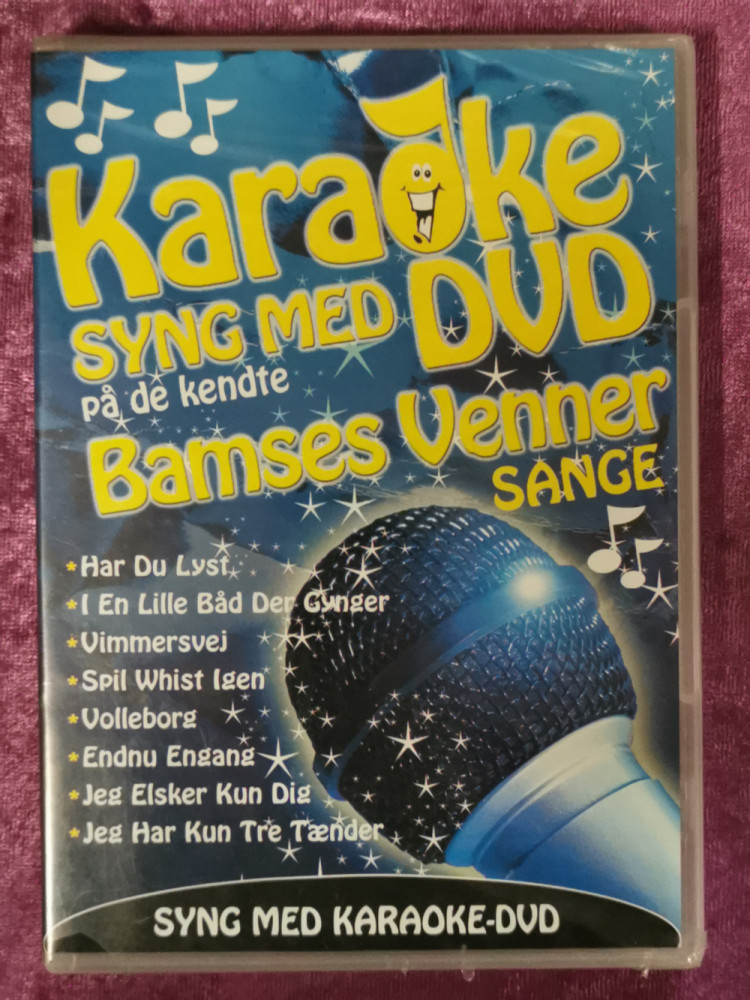 Karaoke
SYNG MED DVD
på de kendte
Bamses Venner
SANGE
*Har Du Lyst
*I En Lille Båd Der Gynger
*Vimmersvej
*Spil Whist Igen
*Volleborg
*Endnu Engang
*Jeg Elsker Kun Dig
*Jeg Har Kun Tre Tænder
SYNG MED KARAOKE-DVD